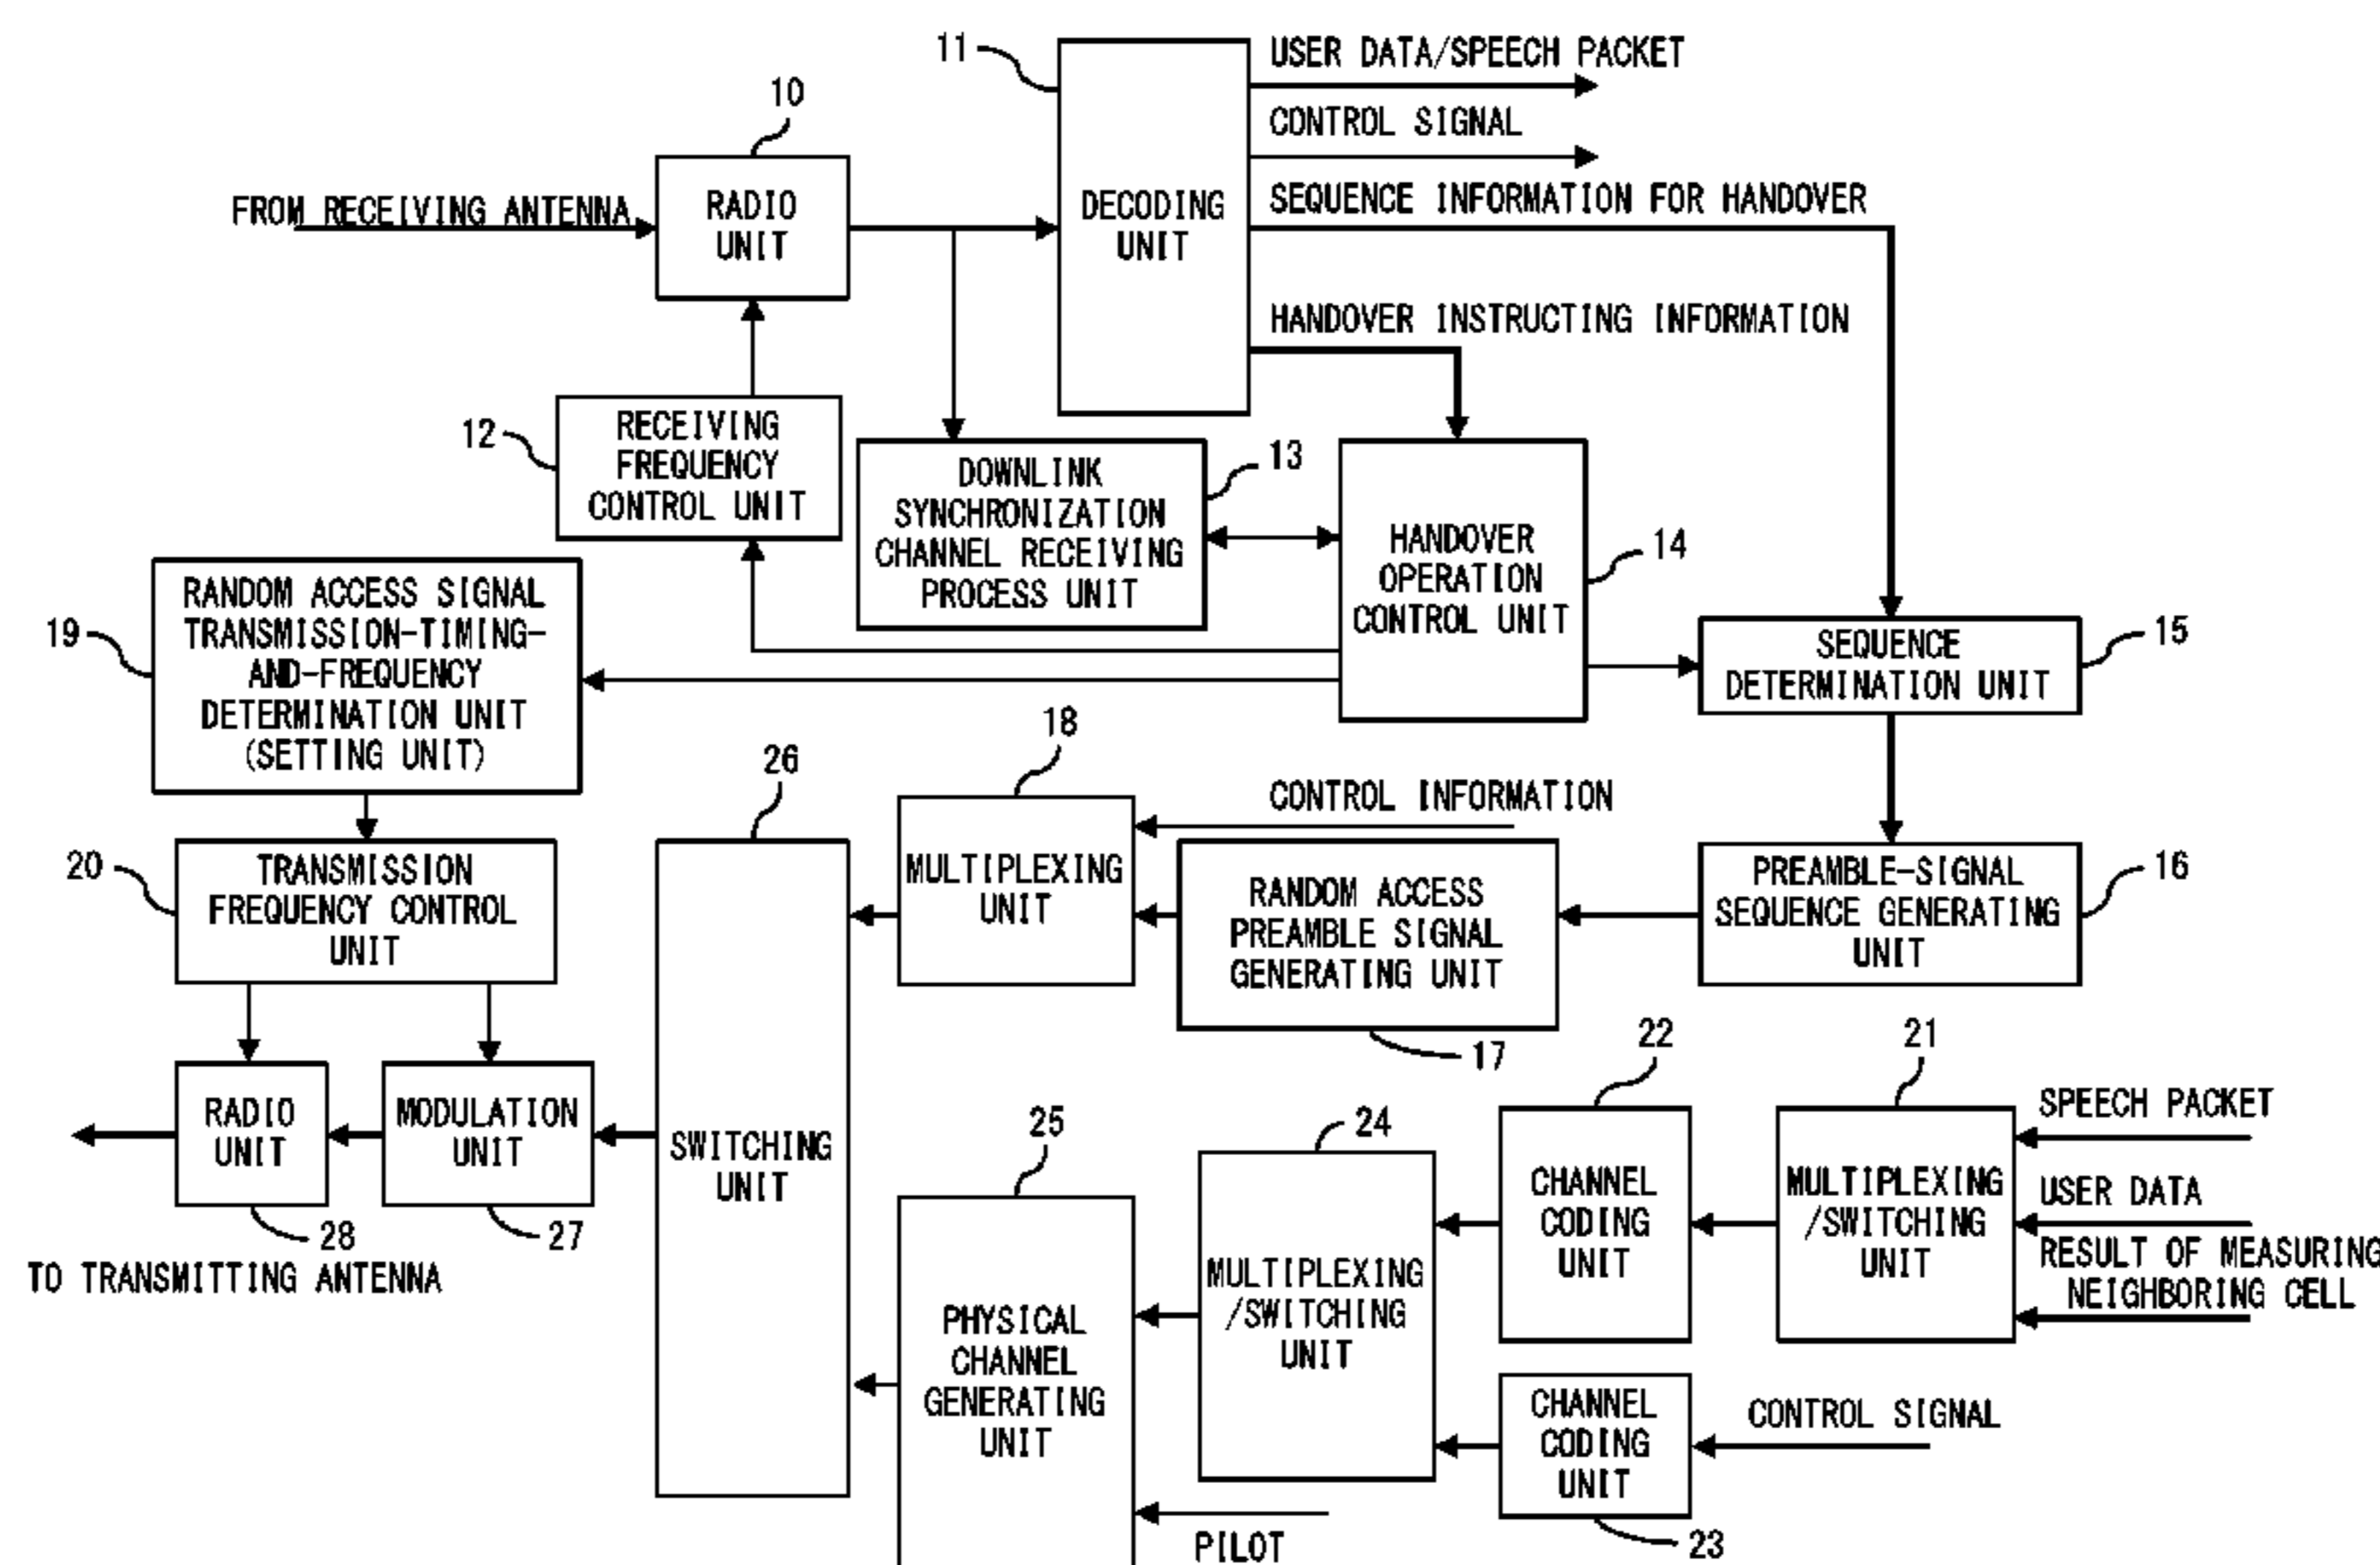 11
USER DATA/SPEECH PACKET
10
CONTROL SIGNAL
FROM RECEIVING ANTENNA
RADIO
UNIT
DECODING
UNIT
SEQUENCE INFORMATION FOR HANDOVER
HANDOVER INSTRUCTING INFORMATION
12
RECEIVING
FREQUENCY
CONTROL UNIT
DOWNLINK
SYNCHRONIZATION
CHANNEL RECEIVING
PROCESS UNIT
13
HANDOVER
OPERATION
CONTROL UNIT
14
19
RANDOM ACCESS SIGNAL
TRANSMISSION-TIMING-
AND-FREQUENCY
DETERMINATION UNIT
(SETTING UNIT)
SEQUENCE
DETERMINATION UNIT
15
26
18
CONTROL INFORMATION
20
TRANSMISSION
FREQUENCY CONTROL
UNIT
MULTIPLEXING
UNIT
RANDOM ACCESS
PREAMBLE SIGNAL
GENERATING UNIT
17
PREAMBLE-SIGNAL
SEQUENCE GENERATING
UNIT
16
RADIO
UNIT
28
TO TRANSMITTING ANTENNA
MODULATION
UNIT
27
SWITCHING
UNIT
25
PHYSICAL
CHANNEL
GENERATING
UNIT
24
MULTIPLEXING
/SWITCHING
UNIT
22
CHANNEL
CODING
UNIT
21
MULTIPLEXING
/SWITCHING
UNIT
SPEECH PACKET
USER DATA
RESULT OF MEASURING
NEIGHBORING CELL
CHANNEL
CODING
UNIT
23
CONTROL SIGNAL
PILOT